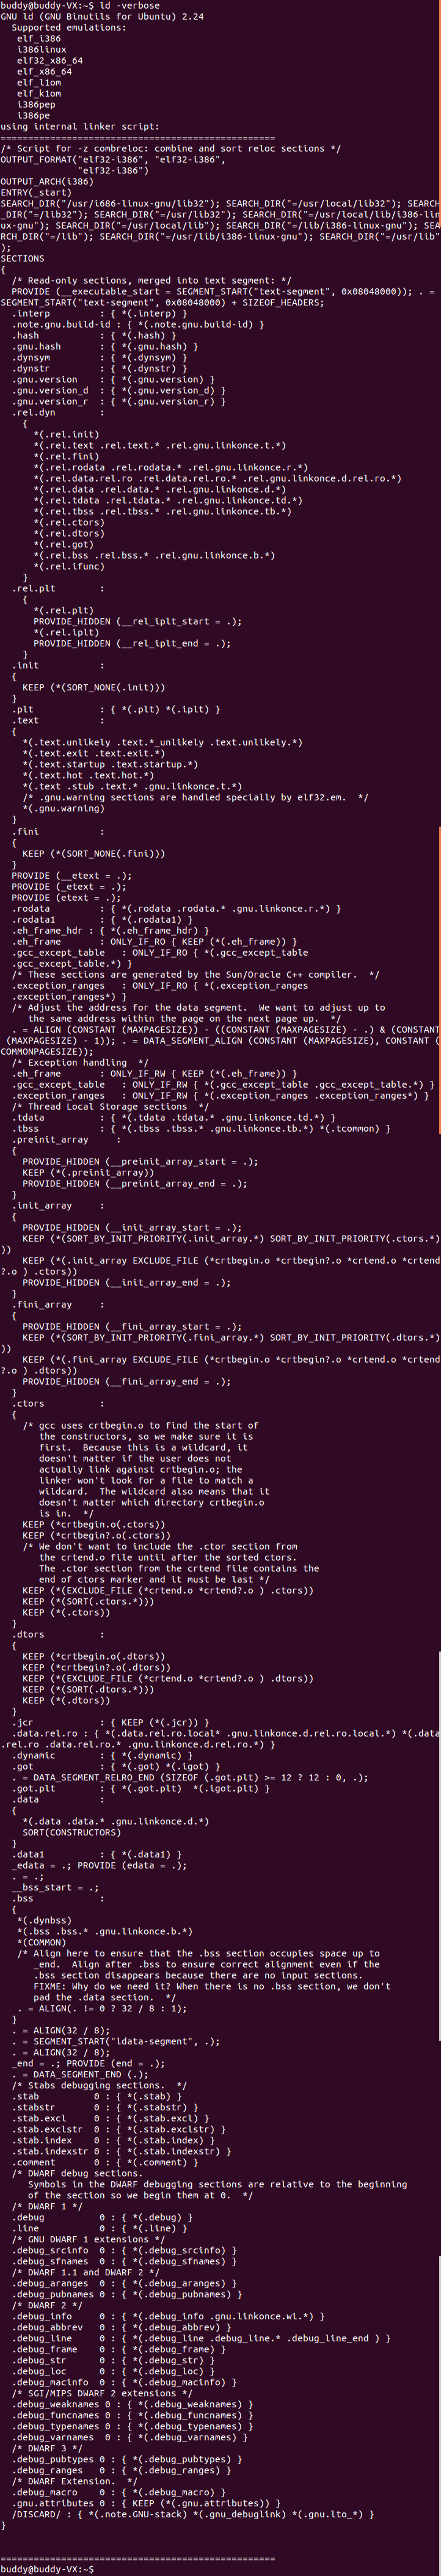 buddy@buddy-VX:~$ ld -verbose
GNU ld (GNU Binutils for Ubuntu) 2.24
  Supported emulations:
   elf_i386
   i386linux
   elf32_x86_64
   elf_x86_64
   elf_l1om
   elf_k1om
   i386pep
   i386pe
using internal linker script:
==================================================
/* Script for -z combreloc: combine and sort reloc sections */
OUTPUT_FORMAT("elf32-i386", "elf32-i386",
              "elf32-i386")
OUTPUT_ARCH(i386)
ENTRY(_start)
SEARCH_DIR("/usr/i686-linux-gnu/lib32"); SEARCH_DIR("=/usr/local/lib32"); SEARCH
_DIR("=/lib32"); SEARCH_DIR("=/usr/lib32"); SEARCH_DIR("=/usr/local/lib/i386-lin
ux-gnu"); SEARCH_DIR("=/usr/local/lib"); SEARCH_DIR("=/lib/i386-linux-gnu"); SEA
RCH_DIR("=/lib"); SEARCH_DIR("=/usr/lib/i386-linux-gnu"); SEARCH_DIR("=/usr/lib"
);
SECTIONS
{
  /* Read-only sections, merged into text segment: */
  PROVIDE (__executable_start = SEGMENT_START("text-segment", 0x08048000)); . =
SEGMENT_START("text-segment", 0x08048000) + SIZEOF_HEADERS;
  .interp         : { *(.interp) }
  .note.gnu.build-id : { *(.note.gnu.build-id) }
  .hash           : { *(.hash) }
  .gnu.hash       : { *(.gnu.hash) }
  .dynsym         : { *(.dynsym) }
  .dynstr         : { *(.dynstr) }
  .gnu.version    : { *(.gnu.version) }
  .gnu.version_d  : { *(.gnu.version_d) }
  .gnu.version_r  : { *(.gnu.version_r) }
  .rel.dyn        :
    {
      *(.rel.init)
      *(.rel.text .rel.text.* .rel.gnu.linkonce.t.*)
      *(.rel.fini)
      *(.rel.rodata .rel.rodata.* .rel.gnu.linkonce.r.*)
      *(.rel.data.rel.ro .rel.data.rel.ro.* .rel.gnu.linkonce.d.rel.ro.*)
      *(.rel.data .rel.data.* .rel.gnu.linkonce.d.*)
      *(.rel.tdata .rel.tdata.* .rel.gnu.linkonce.td.*)
      *(.rel.tbss .rel.tbss.* .rel.gnu.linkonce.tb.*)
      *(.rel.ctors)
      *(.rel.dtors)
      *(.rel.got)
      *(.rel.bss .rel.bss.* .rel.gnu.linkonce.b.*)
      *(.rel.ifunc)
    }
  .rel.plt        :
    {
      *(.rel.plt)
      PROVIDE_HIDDEN (__rel_iplt_start = .);
      *(.rel.iplt)
      PROVIDE_HIDDEN (__rel_iplt_end = .);
    }
  .init           :
  {
    KEEP (*(SORT_NONE(.init)))
  }
  .plt            : { *(.plt) *(.iplt) }
  .text           :
  {
    *(.text.unlikely .text.*_unlikely .text.unlikely.*)
    *(.text.exit .text.exit.*)
    *(.text.startup .text.startup.*)
    *(.text.hot .text.hot.*)
    *(.text .stub .text.* .gnu.linkonce.t.*)
    /* .gnu.warning sections are handled specially by elf32.em.  */
    *(.gnu.warning)
  }
  .fini           :
  {
    KEEP (*(SORT_NONE(.fini)))
  }
  PROVIDE (__etext = .);
  PROVIDE (_etext = .);
  PROVIDE (etext = .);
  .rodata         : { *(.rodata .rodata.* .gnu.linkonce.r.*) }
  .rodata1        : { *(.rodata1) }
  .eh_frame_hdr : { *(.eh_frame_hdr) }
  .eh_frame       : ONLY_IF_RO { KEEP (*(.eh_frame)) }
  .gcc_except_table   : ONLY_IF_RO { *(.gcc_except_table
  .gcc_except_table.*) }
  /* These sections are generated by the Sun/Oracle C++ compiler.  */
  .exception_ranges   : ONLY_IF_RO { *(.exception_ranges
  .exception_ranges*) }
  /* Adjust the address for the data segment.  We want to adjust up to
     the same address within the page on the next page up.  */
  . = ALIGN (CONSTANT (MAXPAGESIZE)) - ((CONSTANT (MAXPAGESIZE) - .) & (CONSTANT
 (MAXPAGESIZE) - 1)); . = DATA_SEGMENT_ALIGN (CONSTANT (MAXPAGESIZE), CONSTANT (
COMMONPAGESIZE));
  /* Exception handling  */
  .eh_frame       : ONLY_IF_RW { KEEP (*(.eh_frame)) }
  .gcc_except_table   : ONLY_IF_RW { *(.gcc_except_table .gcc_except_table.*) }
  .exception_ranges   : ONLY_IF_RW { *(.exception_ranges .exception_ranges*) }
  /* Thread Local Storage sections  */
  .tdata          : { *(.tdata .tdata.* .gnu.linkonce.td.*) }
  .tbss           : { *(.tbss .tbss.* .gnu.linkonce.tb.*) *(.tcommon) }
  .preinit_array     :
  {
    PROVIDE_HIDDEN (__preinit_array_start = .);
    KEEP (*(.preinit_array))
    PROVIDE_HIDDEN (__preinit_array_end = .);
  }
  .init_array     :
  {
    PROVIDE_HIDDEN (__init_array_start = .);
    KEEP (*(SORT_BY_INIT_PRIORITY(.init_array.*) SORT_BY_INIT_PRIORITY(.ctors.*)
))
    KEEP (*(.init_array EXCLUDE_FILE (*crtbegin.o *crtbegin?.o *crtend.o *crtend
?.o ) .ctors))
    PROVIDE_HIDDEN (__init_array_end = .);
  }
  .fini_array     :
  {
    PROVIDE_HIDDEN (__fini_array_start = .);
    KEEP (*(SORT_BY_INIT_PRIORITY(.fini_array.*) SORT_BY_INIT_PRIORITY(.dtors.*)
))
    KEEP (*(.fini_array EXCLUDE_FILE (*crtbegin.o *crtbegin?.o *crtend.o *crtend
?.o ) .dtors))
    PROVIDE_HIDDEN (__fini_array_end = .);
  }
  .ctors          :
  {
    /* gcc uses crtbegin.o to find the start of
       the constructors, so we make sure it is
       first.  Because this is a wildcard, it
       doesn't matter if the user does not
       actually link against crtbegin.o; the
       linker won't look for a file to match a
       wildcard.  The wildcard also means that it
       doesn't matter which directory crtbegin.o
       is in.  */
    KEEP (*crtbegin.o(.ctors))
    KEEP (*crtbegin?.o(.ctors))
    /* We don't want to include the .ctor section from
       the crtend.o file until after the sorted ctors.
       The .ctor section from the crtend file contains the
       end of ctors marker and it must be last */
    KEEP (*(EXCLUDE_FILE (*crtend.o *crtend?.o ) .ctors))
    KEEP (*(SORT(.ctors.*)))
    KEEP (*(.ctors))
  }
  .dtors          :
  {
    KEEP (*crtbegin.o(.dtors))
    KEEP (*crtbegin?.o(.dtors))
    KEEP (*(EXCLUDE_FILE (*crtend.o *crtend?.o ) .dtors))
    KEEP (*(SORT(.dtors.*)))
    KEEP (*(.dtors))
  }
  .jcr            : { KEEP (*(.jcr)) }
  .data.rel.ro : { *(.data.rel.ro.local* .gnu.linkonce.d.rel.ro.local.*) *(.data
.rel.ro .data.rel.ro.* .gnu.linkonce.d.rel.ro.*) }
  .dynamic        : { *(.dynamic) }
  .got            : { *(.got) *(.igot) }
  . = DATA_SEGMENT_RELRO_END (SIZEOF (.got.plt) >= 12 ? 12 : 0, .);
  .got.plt        : { *(.got.plt)  *(.igot.plt) }
  .data           :
  {
    *(.data .data.* .gnu.linkonce.d.*)
    SORT(CONSTRUCTORS)
  }
  .data1          : { *(.data1) }
  _edata = .; PROVIDE (edata = .);
  . = .;
  __bss_start = .;
  .bss            :
  {
   *(.dynbss)
   *(.bss .bss.* .gnu.linkonce.b.*)
   *(COMMON)
   /* Align here to ensure that the .bss section occupies space up to
      _end.  Align after .bss to ensure correct alignment even if the
      .bss section disappears because there are no input sections.
      FIXME: Why do we need it? When there is no .bss section, we don't
      pad the .data section.  */
   . = ALIGN(. != 0 ? 32 / 8 : 1);
  }
  . = ALIGN(32 / 8);
  . = SEGMENT_START("ldata-segment", .);
  . = ALIGN(32 / 8);
  _end = .; PROVIDE (end = .);
  . = DATA_SEGMENT_END (.);
  /* Stabs debugging sections.  */
  .stab          0 : { *(.stab) }
  .stabstr       0 : { *(.stabstr) }
  .stab.excl     0 : { *(.stab.excl) }
  .stab.exclstr  0 : { *(.stab.exclstr) }
  .stab.index    0 : { *(.stab.index) }
  .stab.indexstr 0 : { *(.stab.indexstr) }
  .comment       0 : { *(.comment) }
  /* DWARF debug sections.
     Symbols in the DWARF debugging sections are relative to the beginning
     of the section so we begin them at 0.  */
  /* DWARF 1 */
  .debug          0 : { *(.debug) }
  .line           0 : { *(.line) }
  /* GNU DWARF 1 extensions */
  .debug_srcinfo  0 : { *(.debug_srcinfo) }
  .debug_sfnames  0 : { *(.debug_sfnames) }
  /* DWARF 1.1 and DWARF 2 */
  .debug_aranges  0 : { *(.debug_aranges) }
  .debug_pubnames 0 : { *(.debug_pubnames) }
  /* DWARF 2 */
  .debug_info     0 : { *(.debug_info .gnu.linkonce.wi.*) }
  .debug_abbrev   0 : { *(.debug_abbrev) }
  .debug_line     0 : { *(.debug_line .debug_line.* .debug_line_end ) }
  .debug_frame    0 : { *(.debug_frame) }
  .debug_str      0 : { *(.debug_str) }
  .debug_loc      0 : { *(.debug_loc) }
  .debug_macinfo  0 : { *(.debug_macinfo) }
  /* SGI/MIPS DWARF 2 extensions */
  .debug_weaknames 0 : { *(.debug_weaknames) }
  .debug_funcnames 0 : { *(.debug_funcnames) }
  .debug_typenames 0 : { *(.debug_typenames) }
  .debug_varnames  0 : { *(.debug_varnames) }
  /* DWARF 3 */
  .debug_pubtypes 0 : { *(.debug_pubtypes) }
  .debug_ranges   0 : { *(.debug_ranges) }
  /* DWARF Extension.  */
  .debug_macro    0 : { *(.debug_macro) }
  .gnu.attributes 0 : { KEEP (*(.gnu.attributes)) }
  /DISCARD/ : { *(.note.GNU-stack) *(.gnu_debuglink) *(.gnu.lto_*) }
}
==================================================
buddy@buddy-VX:~$